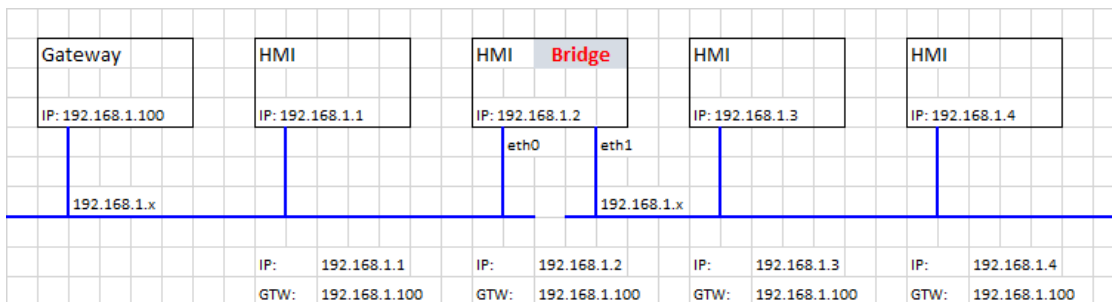 Gateway HMI HMI Bridge HMI HMI
IP: 192.168.1.100 IP: 192.168.1.1 IP: 192.168.1.2 IP: 192.168.1.3 IP: 192.168.1.4
eth0 eth1
192.168.1.x 192.168.1.x
IP: 192.168.1.1 IP: 192.168.1.2 IP: 192.168.1.3 IP: 192.168.1.4
GTW: 192.168.1.100 GTW: 192.168.1.100 GTW: 192.168.1.100 GTW: 192.168.1.100